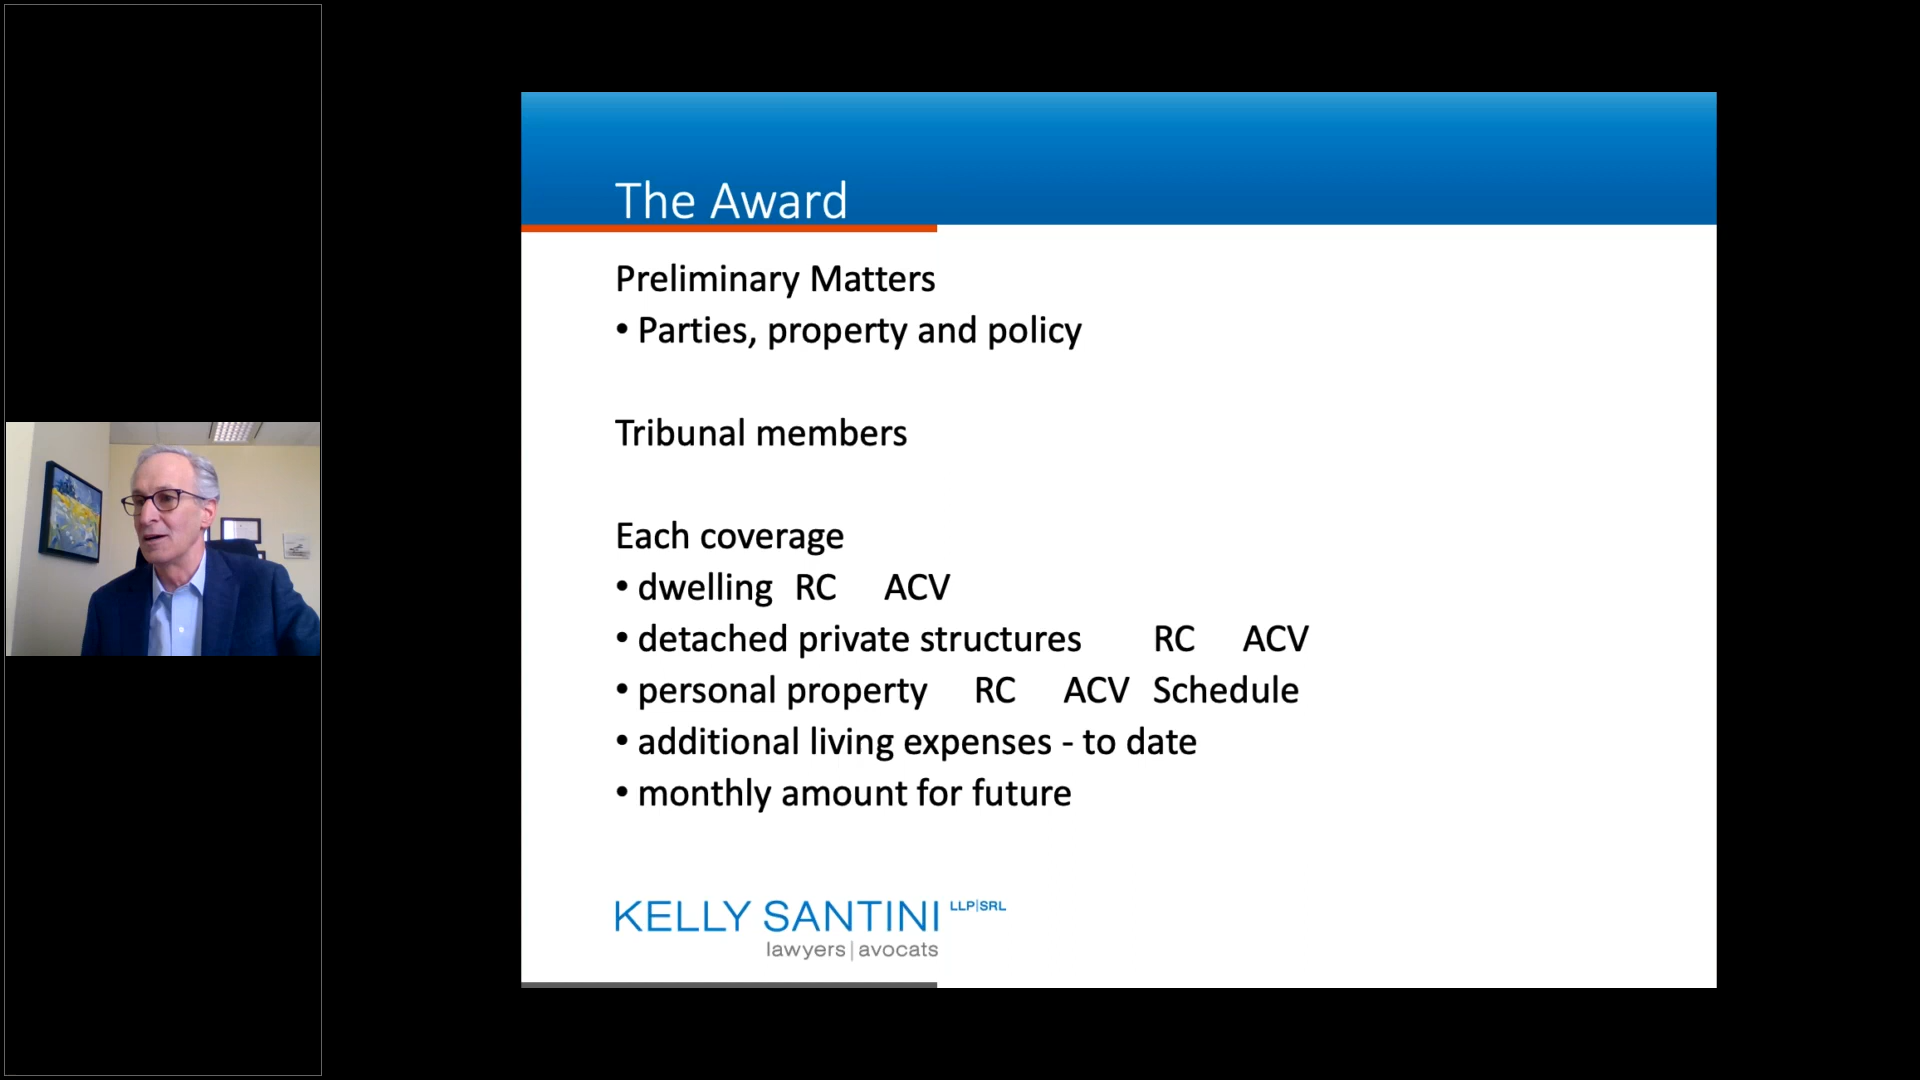 The Award
Preliminary Matters
• Parties, property and policy
Tribunal members
Each coverage
• dwelling RC ACV
• detached private structures RC ACV
• personal property RC ACV Schedule
• additional living expenses - to date
• monthly amount for future
KELLY SANTINI LLP|SRL
lawyers|avocats